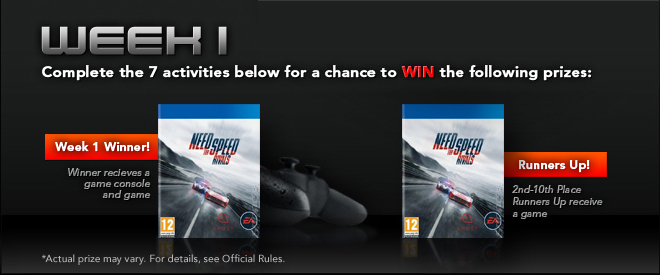 WEEK 1
Complete the 7 activities below for a chance to WIN the following prizes:
Week 1 Winner!
Winner recieves a
game console
and game
NEED
FOR SPEED
RIVALS
12
EA
NEED
FOR SPEED
RIVALS
12
EA
Runners Up!
2nd-10th Place
Runners Up receive
a game
*Actual prize may vary. For details, see Official Rules.